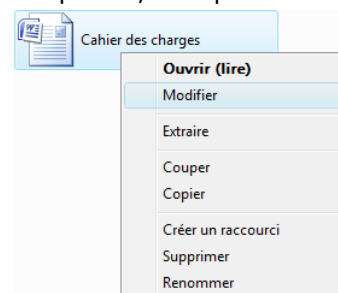 Cahier des charges
Ouvrir (lire)
Modifier
Extraire
Couper
Copier
Créer un raccourci
Supprimer
Renommer